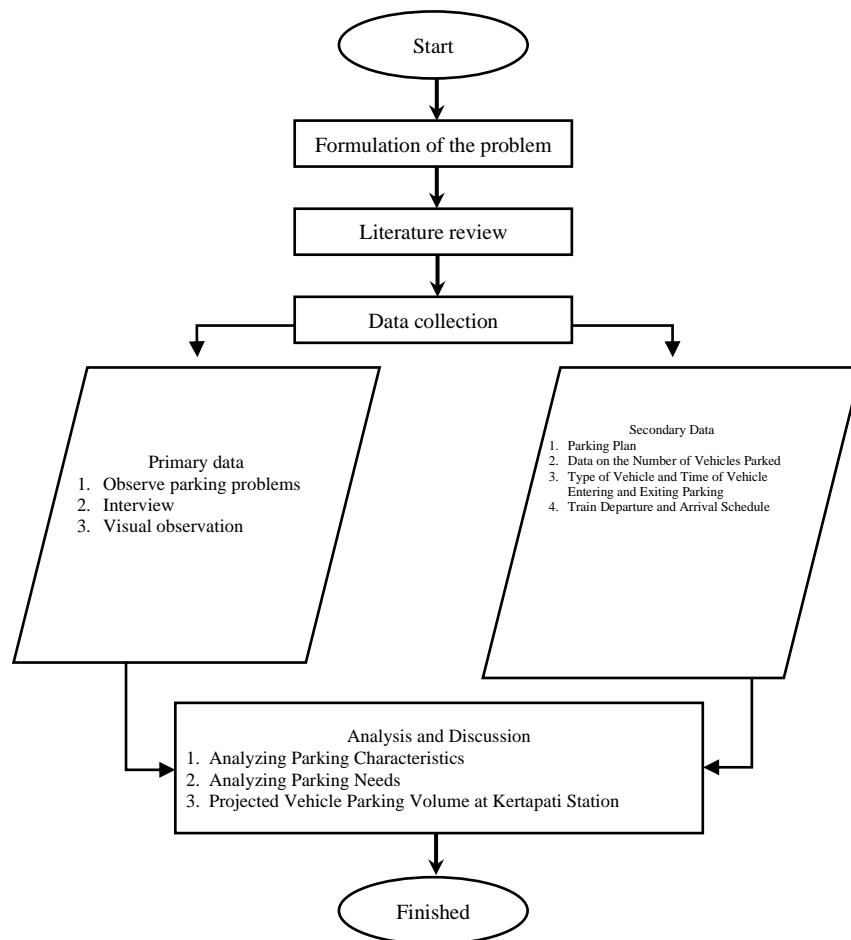 Start
Formulation of the problem
Literature review
Data collection
Primary data
1. Observe parking problems
2. Interview
3. Visual observation
Secondary Data
1. Parking Plan
2. Data on the Number of Vehicles Parked
3. Type of Vehicle and Time of Vehicle
Entering and Exiting Parking
4. Train Departure and Arrival Schedule
Analysis and Discussion
1. Analyzing Parking Characteristics
2. Analyzing Parking Needs
3. Projected Vehicle Parking Volume at Kertapati Station
Finished